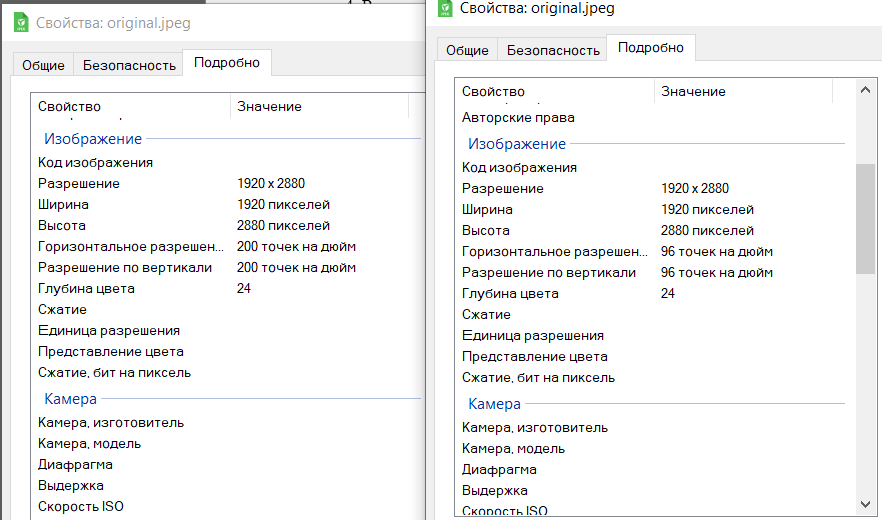 Свойства: original.jpeg
Общие Безопасность Подробно
Свойство Значение
Изображение
Код изображения
Разрешение 1920 x 2880
Ширина 1920 пикселей
Высота 2880 пикселей
Горизонтальное разрешен... 200 точек на дюйм
Разрешение по вертикали 200 точек на дюйм
Глубина цвета 24
Сжатие
Единица разрешения
Представление цвета
Сжатие, бит на пиксель
Камера
Камера, изготовитель
Камера, модель
Диафрагма
Выдержка
Скорость ISO
Свойства: original.jpeg
Общие Безопасность Подробно
Свойство Значение
Авторские права
Изображение
Код изображения
Разрешение 1920 x 2880
Ширина 1920 пикселей
Высота 2880 пикселей
Горизонтальное разрешен... 96 точек на дюйм
Разрешение по вертикали 96 точек на дюйм
Глубина цвета 24
Сжатие
Единица разрешения
Представление цвета
Сжатие, бит на пиксель
Камера
Камера, изготовитель
Камера, модель
Диафрагма
Выдержка
Скорость ISO